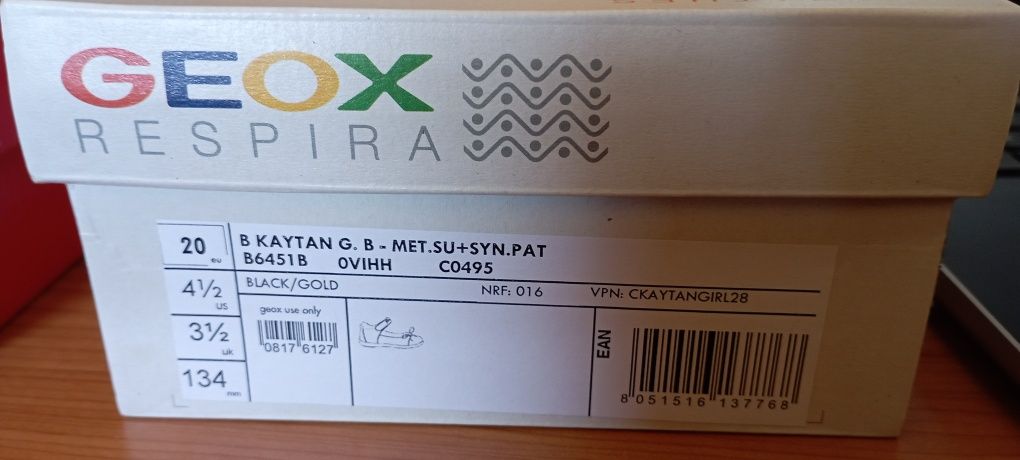 GEOX
RESPIRA
20 eu
B KAYTAN G. B - MET.SU+SYN.PAT
B6451B 0VIHH C0495
4½ US
BLACK/GOLD NRF: 016 VPN: CKAYTANGIRL28
3½ uk
geox use only
0817 6127
134 mm
EAN
8 051516 137768